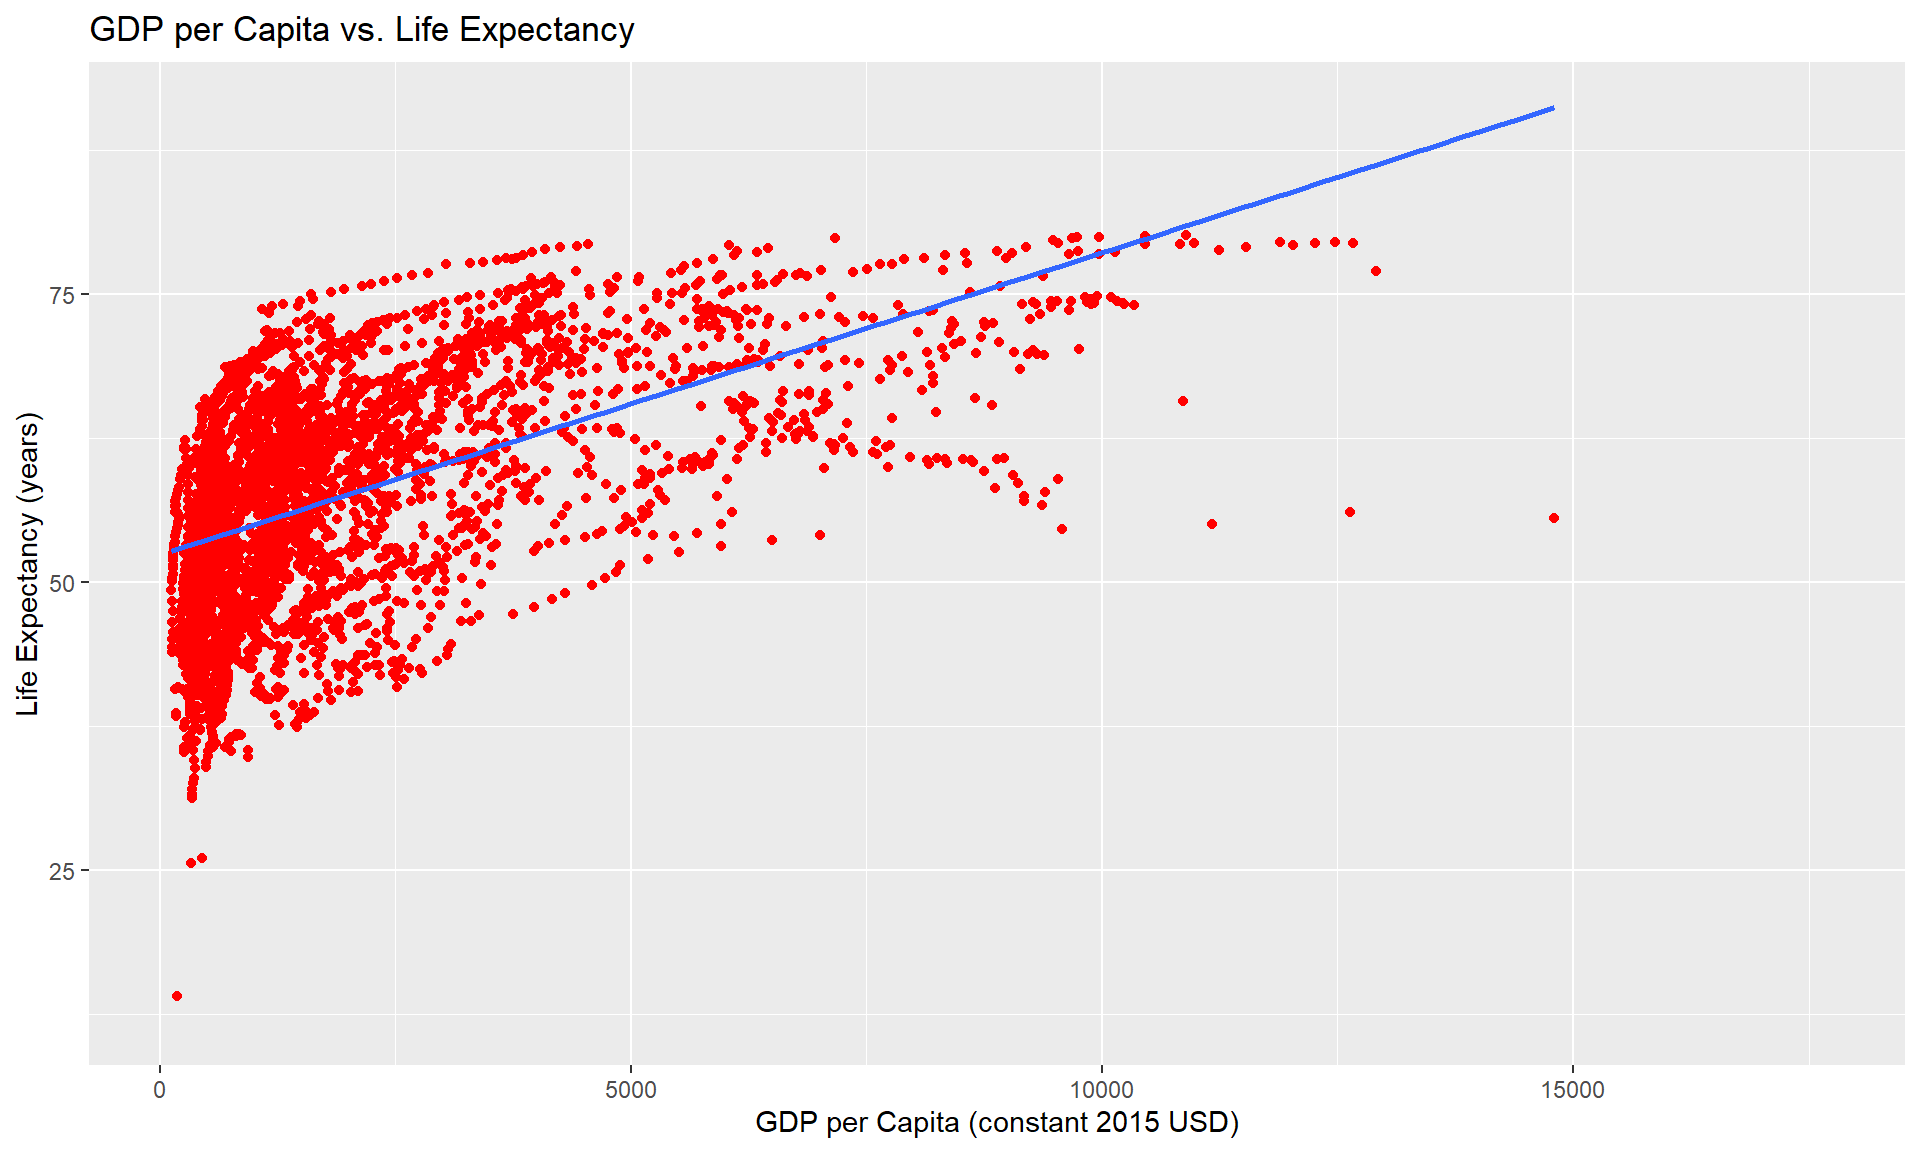 GDP per Capita vs. Life Expectancy
75
50
25
Life Expectancy (years)
0 5000 10000 15000
GDP per Capita (constant 2015 USD)